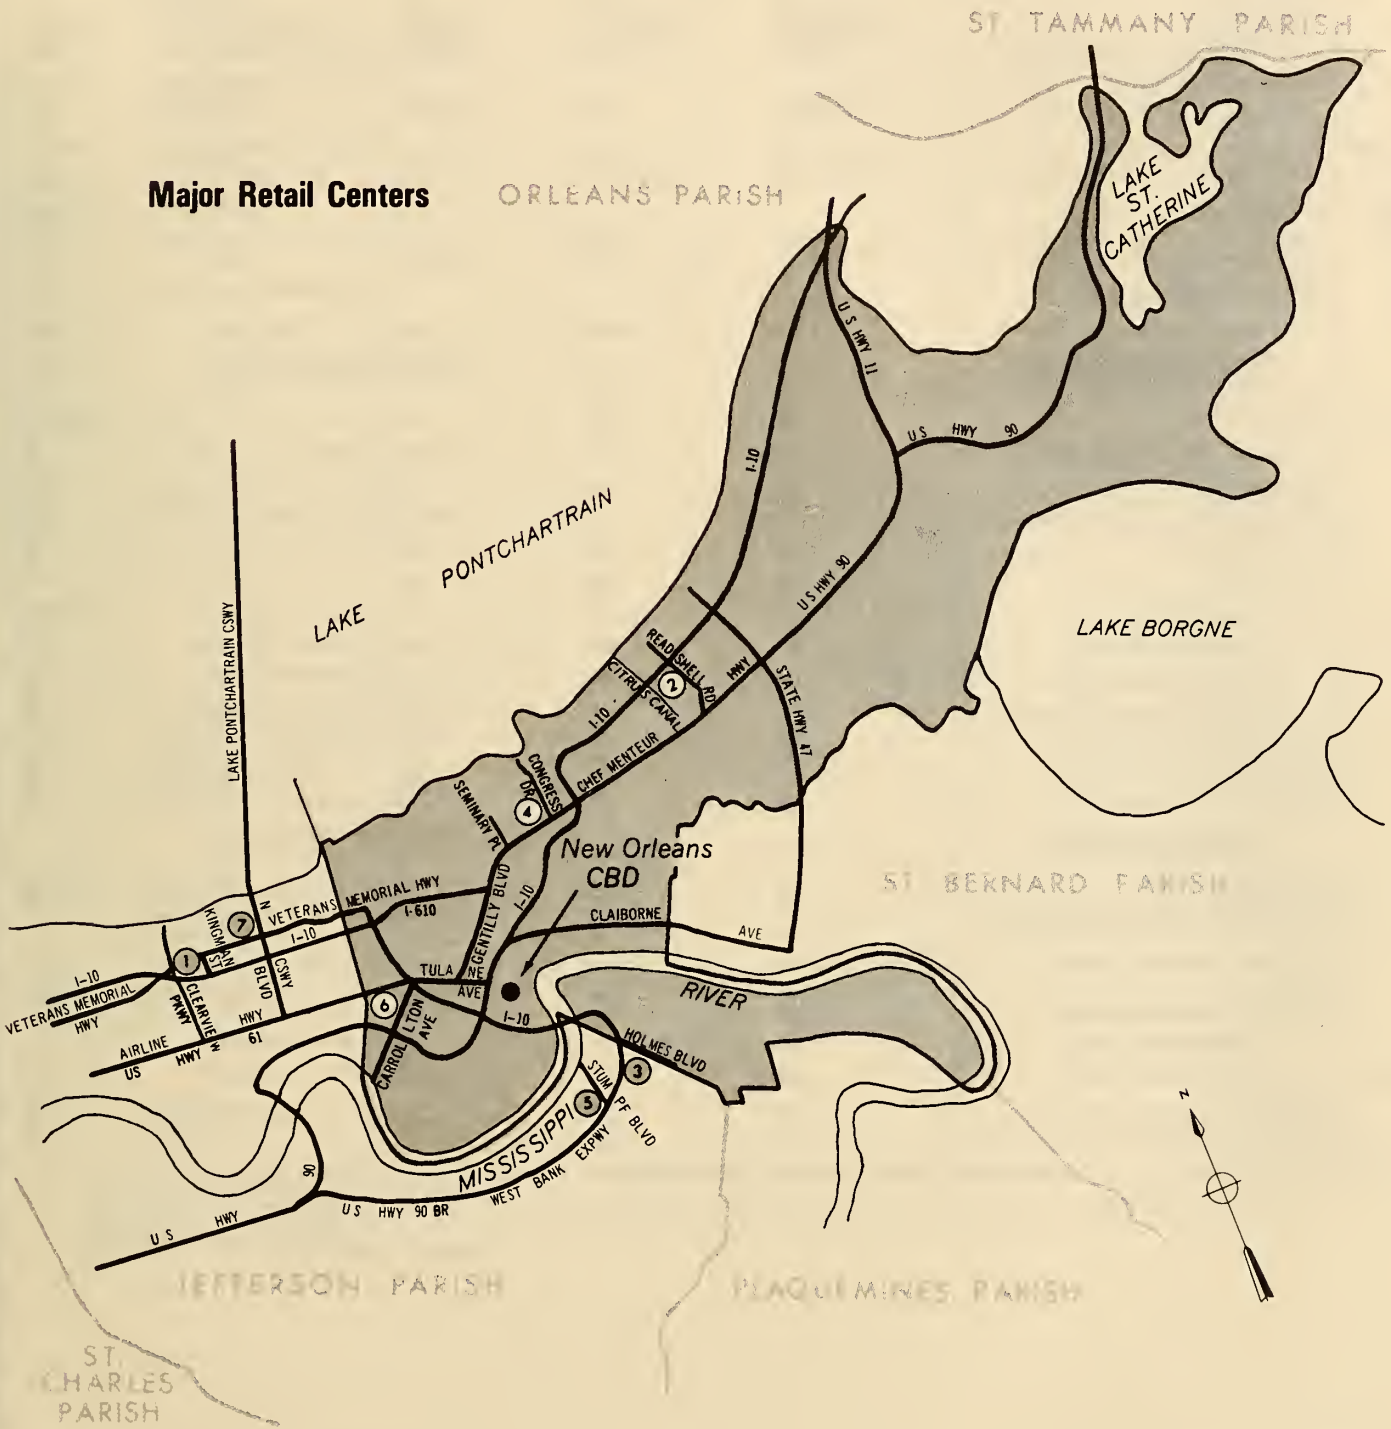 ST. TAMMANY PARISH
Major Retail Centers
ORLEANS PARISH
LAKE
ST.
CATHERINE
US HWY 11
US HWY 90
I-10
LAKE PONTCHARTRAIN
US HWY 90
LAKE BORGNE
LAKE PONTCHARTRAIN CSWY
READ SHELL RD
CITRUS CANAL
2
HWY
STATE HWY 47
I-10
CHEF MENTEUR
CONGRESS
DR
SEMINARY PL
4
New Orleans
CBD
ST. BERNARD PARISH
VETERANS MEMORIAL HWY
I-610
GENTILLY BLVD
I-10
CLAIBORNE AVE
KINGMAN
ST
7
N
I-10
CSWY
BLVD
1
I-10
VETERANS MEMORIAL
HWY
CLEARVIEW
PKWY
TULANE
AVE
RIVER
6
CARROLLTON
AVE
I-10
AIRLINE HWY
US HWY 61
HOLMES BLVD
3
STUMPF BLVD
5
MISSISSIPPI
WEST BANK EXPWY
90
US HWY 90 BR
US HWY
N
JEFFERSON PARISH
PLAQUEMINES PARISH
ST.
CHARLES
PARISH